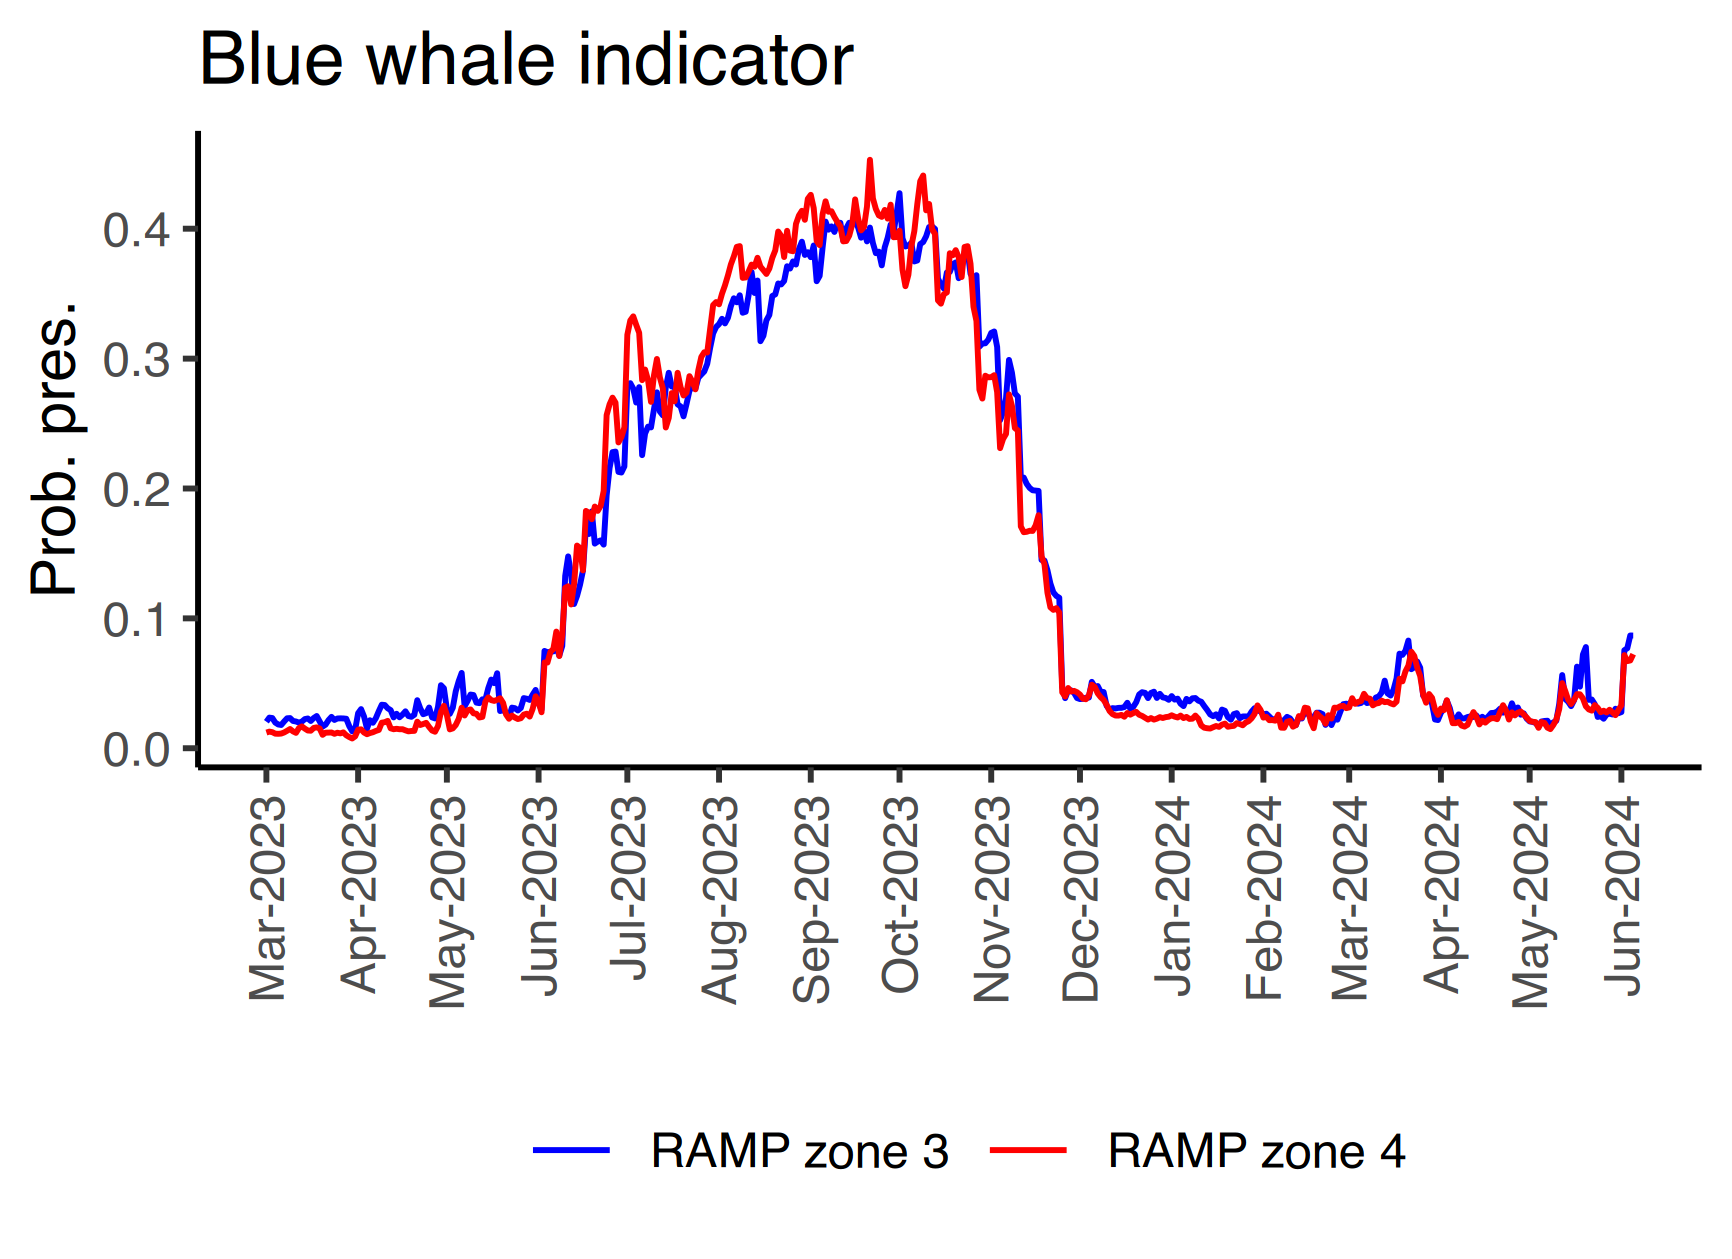 Blue whale indicator
Prob. pres.
0.4
0.3
0.2
0.1
0.0
Mar-2023
Apr-2023
May-2023
Jun-2023
Jul-2023
Aug-2023
Sep-2023
Oct-2023
Nov-2023
Dec-2023
Jan-2024
Feb-2024
Mar-2024
Apr-2024
May-2024
Jun-2024
RAMP zone 3 RAMP zone 4